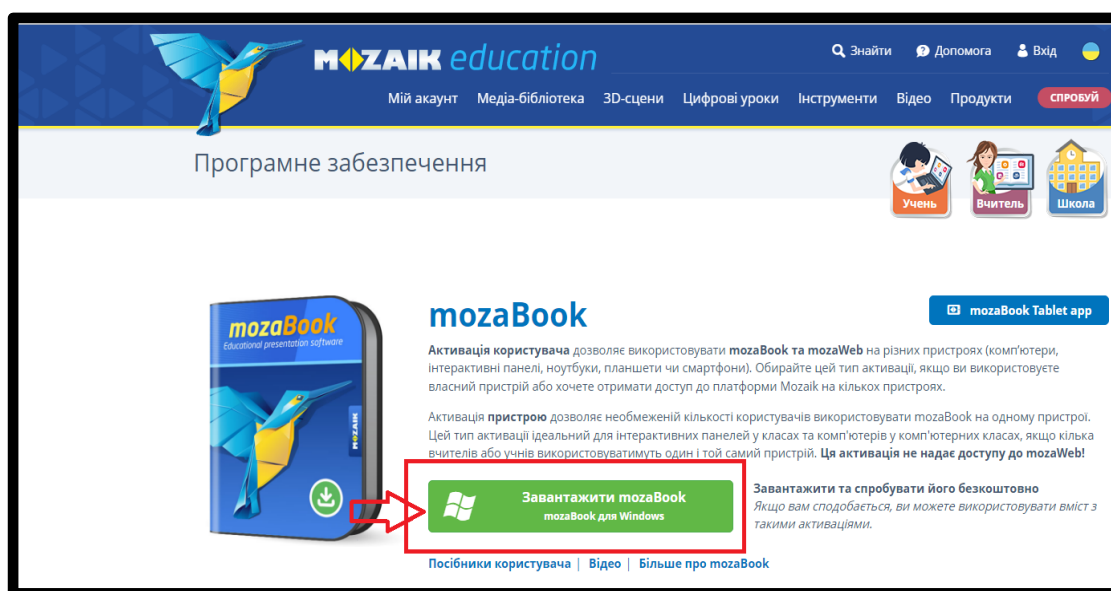 MOZAIK education
Знайти
Допомога
Вхід
Мій акаунт
Медіа-бібліотека
3D-сцени
Цифрові уроки
Інструменти
Відео
Продукти
СПРОБУЙ
Програмне забезпечення
Учень
Вчитель
Школа
mozaBook
Educational presentation software
MOZAIK
mozaBook
mozaBook Tablet app
Активація користувача дозволяє використовувати mozaBook та mozaWeb на різних пристроях (комп'ютери,
інтерактивні панелі, ноутбуки, планшети чи смартфони). Обирайте цей тип активації, якщо ви використовуєте
власний пристрій або хочете отримати доступ до платформи Mozaik на кількох пристроях.
Активація пристрою дозволяє необмеженій кількості користувачів використовувати mozaBook на одному пристрої.
Цей тип активації ідеальний для інтерактивних панелей у класах та комп'ютерів у комп'ютерних класах, якщо кілька
вчителів або учнів використовуватимуть один і той самий пристрій. Ця активація не надає доступу до mozaWeb!
Завантажити mozaBook
mozaBook для Windows
Завантажити та спробувати його безкоштовно
Якщо вам сподобається, ви можете використовувати вміст з
такими активаціями.
Посібники користувача | Відео | Більше про mozaBook